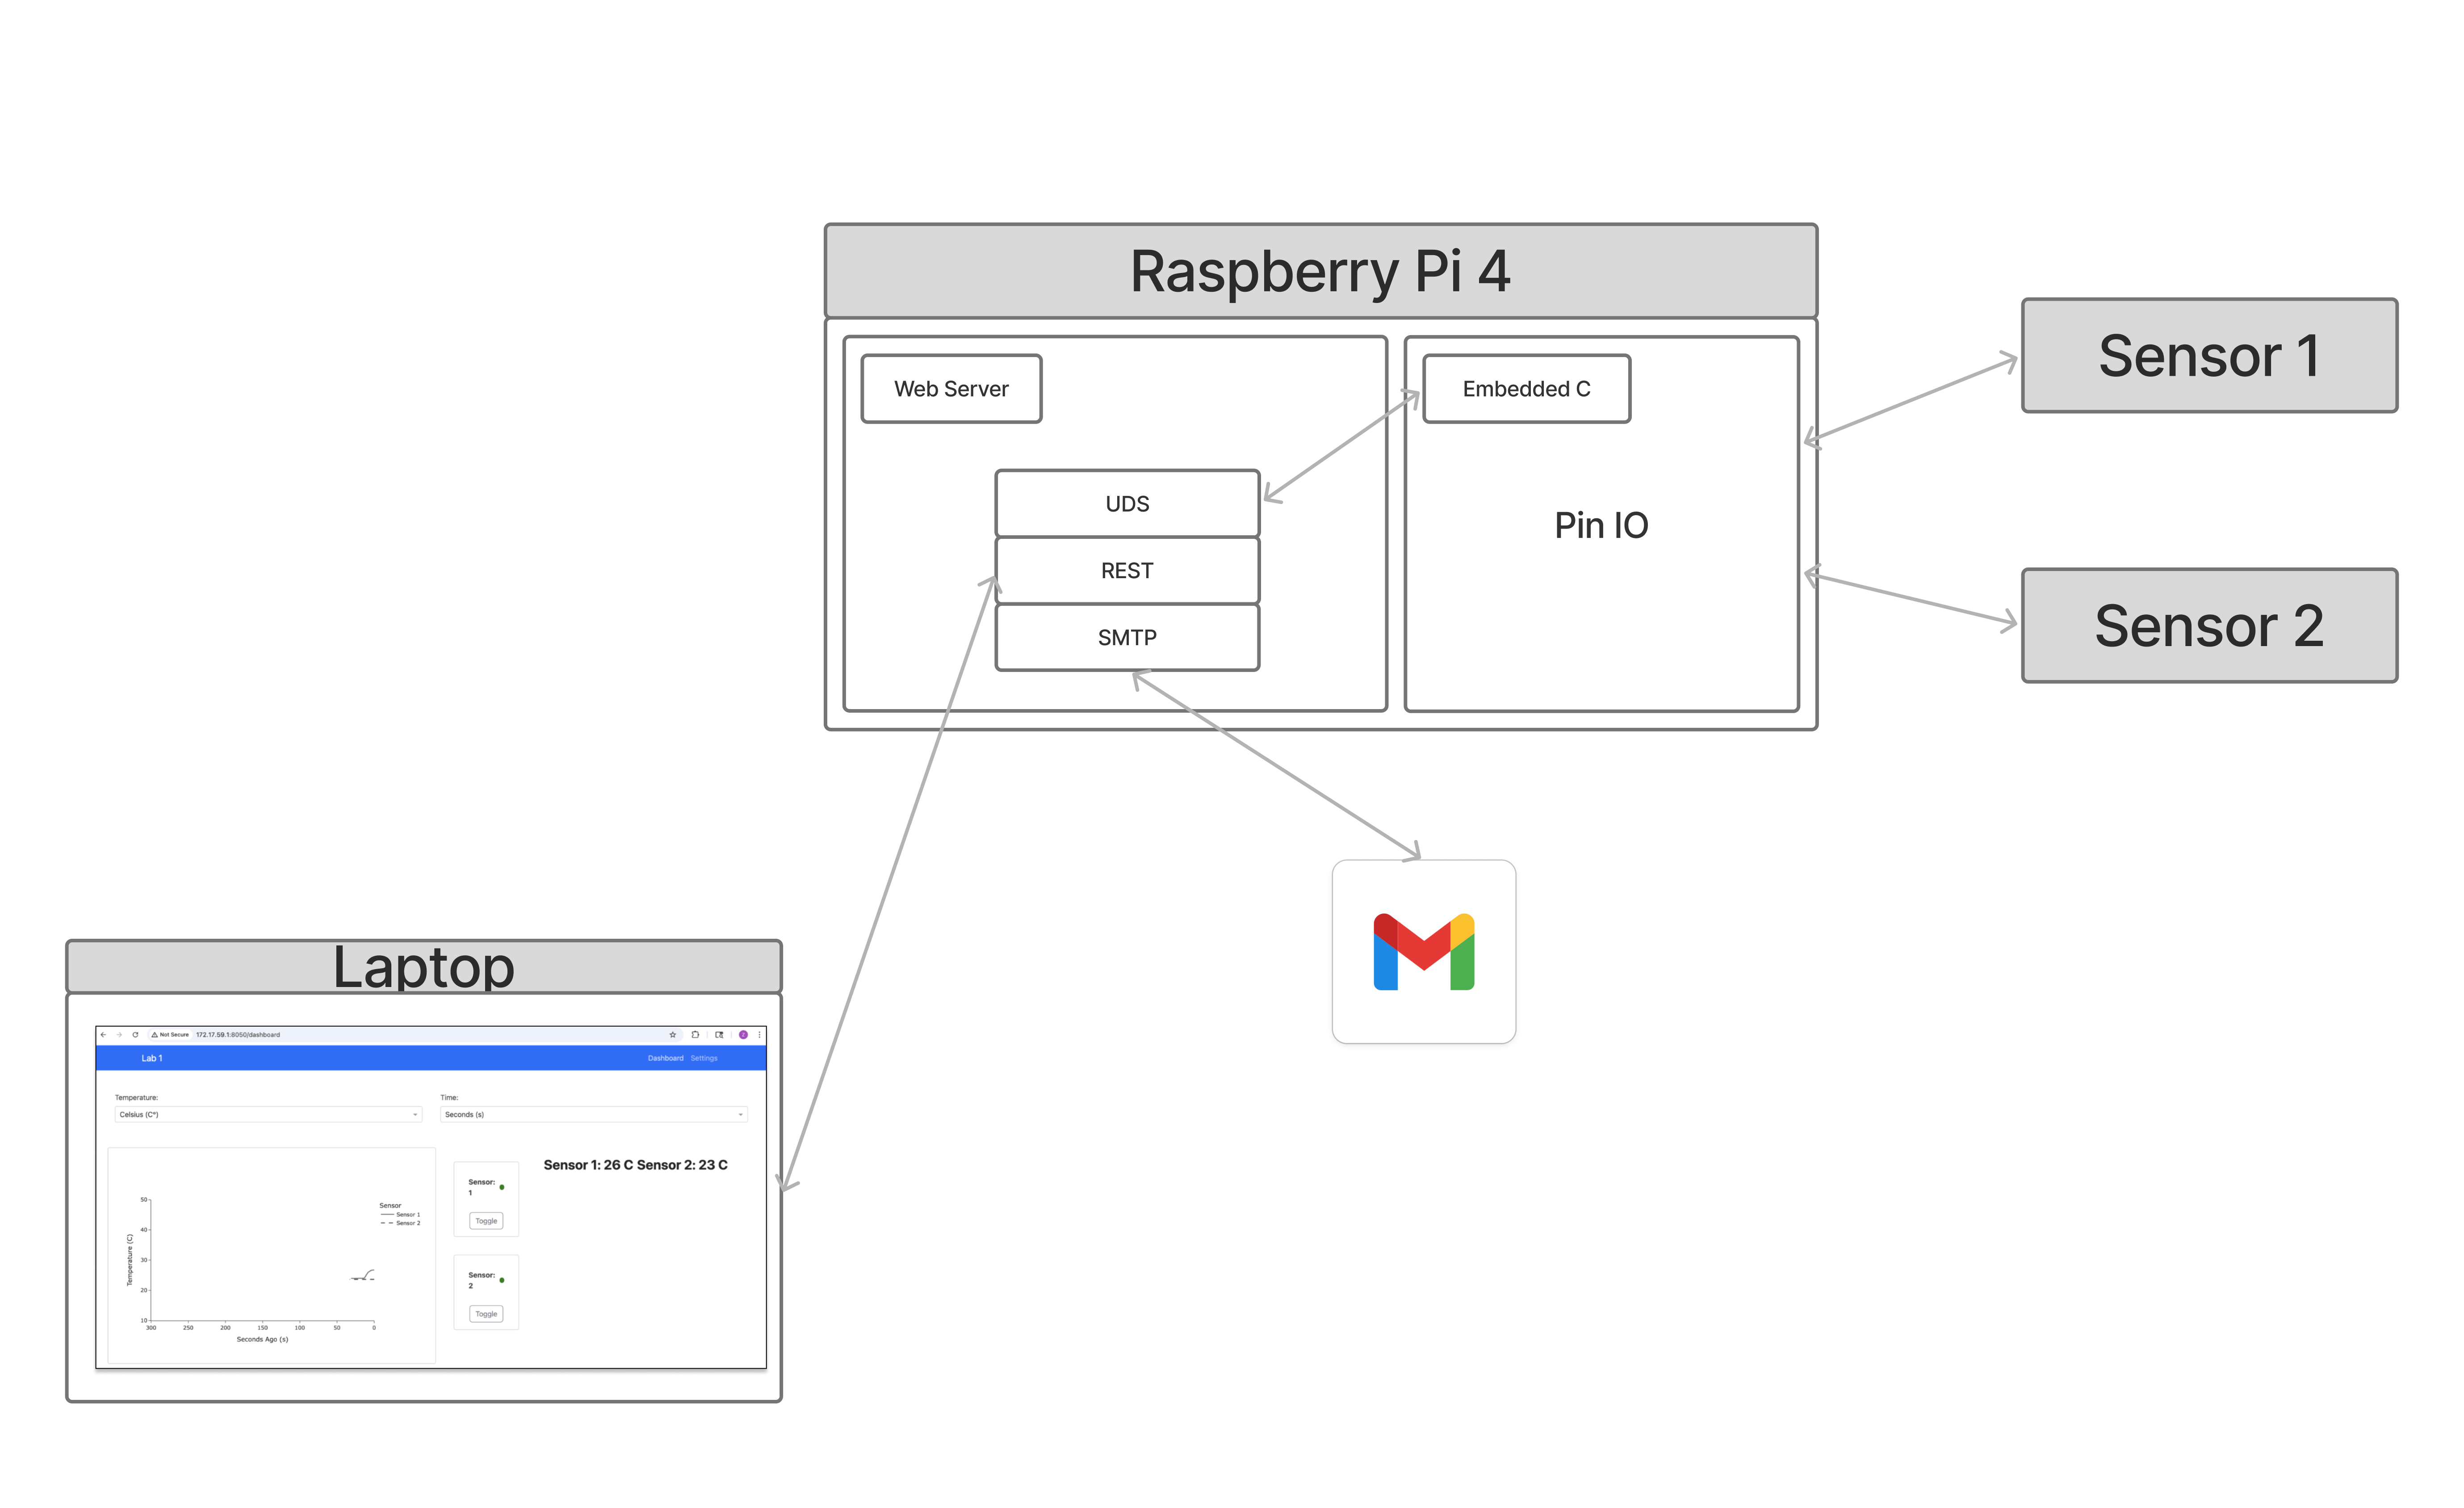 Raspberry Pi 4
Web Server
Embedded C
UDS
REST
SMTP
Pin IO
Sensor 1
Sensor 2
Laptop
Not Secure 172.17.59.1:8050/dashboard
Lab 1
Dashboard Settings
Temperature:
Time:
Celsius (C°)
Seconds (s)
Sensor 1: 26 C Sensor 2: 23 C
Sensor:
1
Toggle
Sensor:
2
Toggle
Sensor
Sensor 1
Sensor 2
Temperature (C)
50
40
30
20
10
300 250 200 150 100 50 0
Seconds Ago (s)